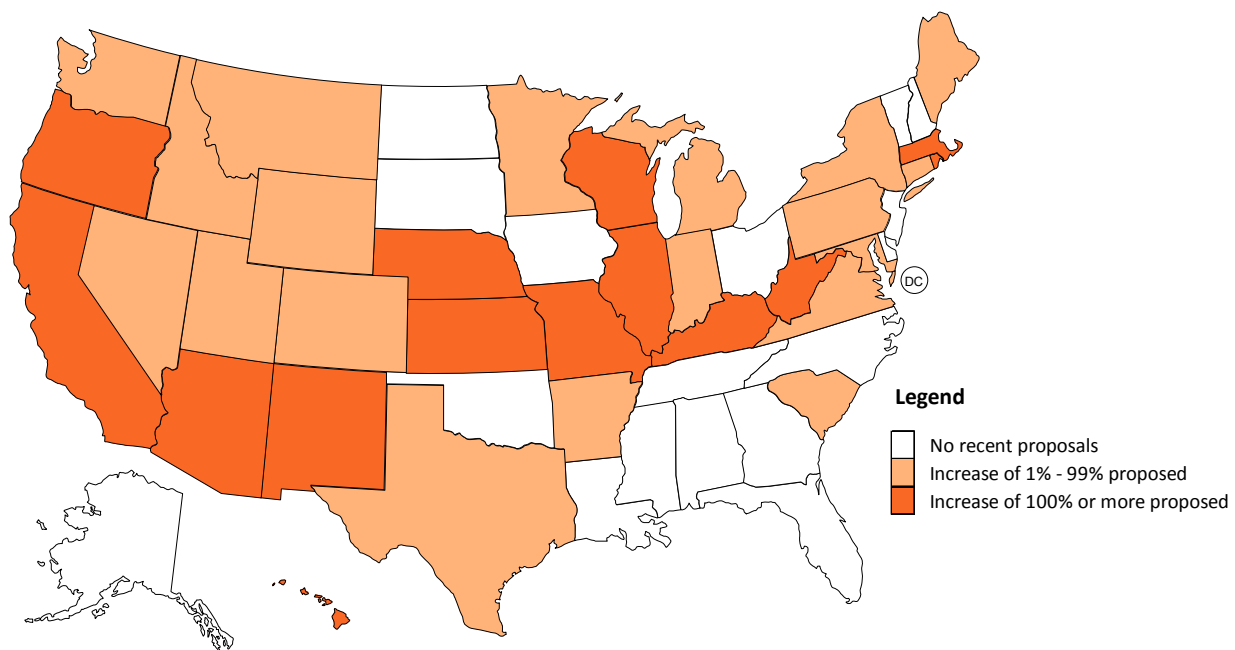 DC
Legend
No recent proposals
Increase of 1% - 99% proposed
Increase of 100% or more proposed